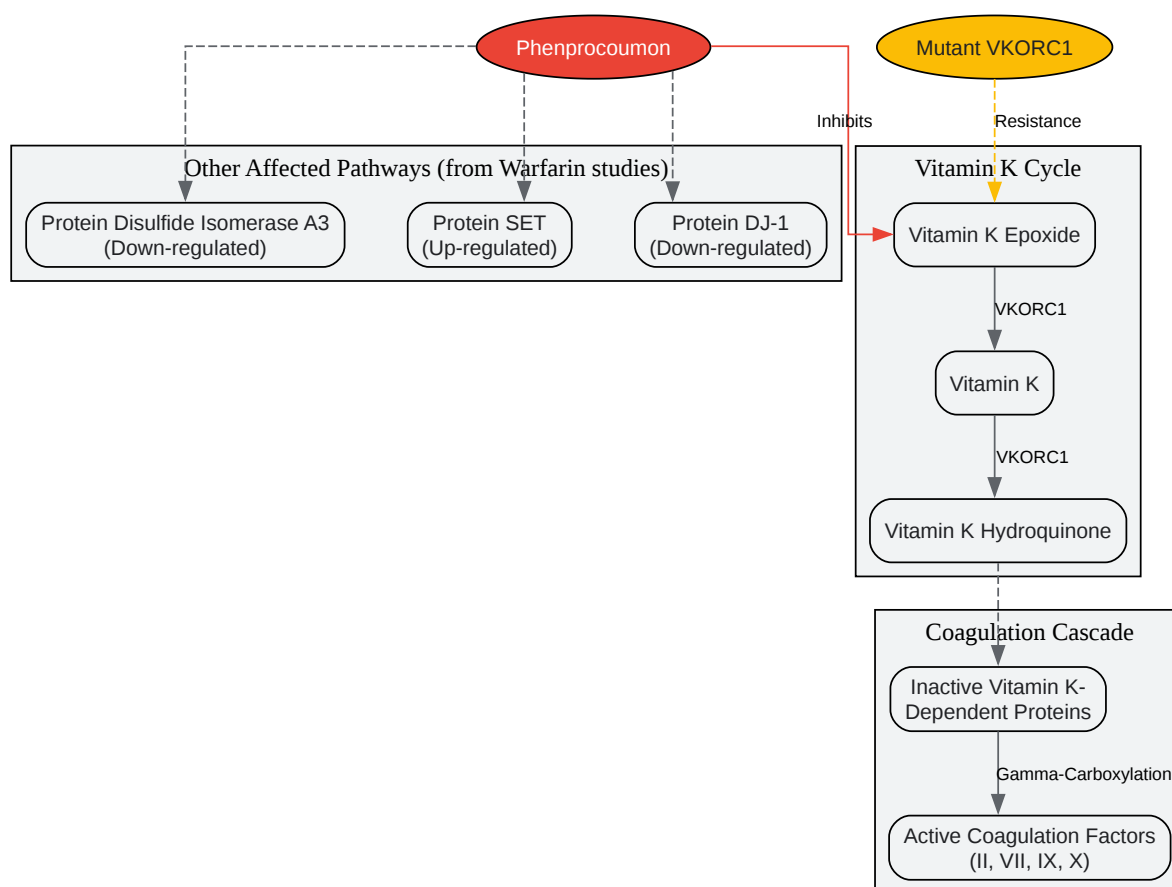 Phenprocoumon
Mutant VKORC1
Inhibits
Resistance
Other Affected Pathways (from Warfarin studies)
Vitamin K Cycle
Protein Disulfide Isomerase A3
(Down-regulated)
Protein SET
(Up-regulated)
Protein DJ-1
(Down-regulated)
Vitamin K Epoxide
VKORC1
Vitamin K
VKORC1
Vitamin K Hydroquinone
Coagulation Cascade
Inactive Vitamin K-
Dependent Proteins
Gamma-Carboxylation
Active Coagulation Factors
(II, VII, IX, X)